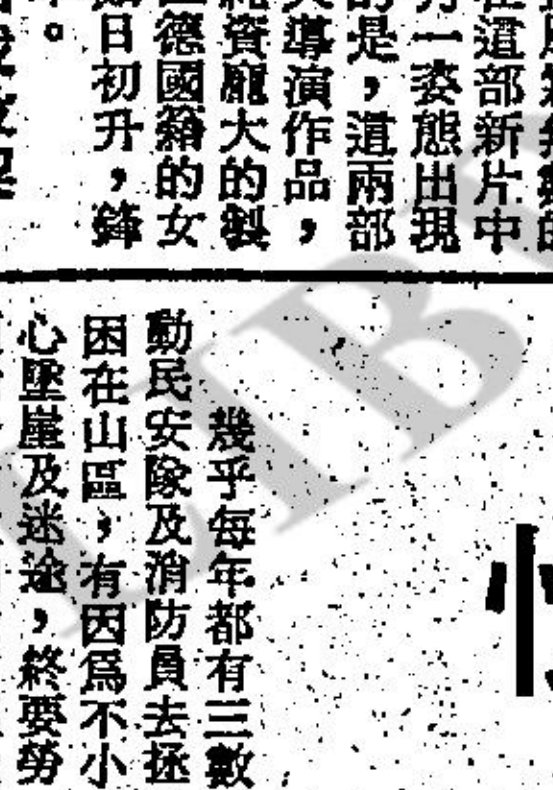 這部新片中
一姿態出現
的是，這兩部
導演作品，
資龐大的製
德國籍的女
日初升，鋒
。
幾乎每年都有三數
動民安隊及消防員去拯
困在山區，有因爲不小
心墜崖及迷途，終要勞
LIB